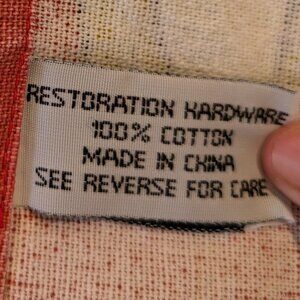 RESTORATION HARDWARE
100% COTTON
MADE IN CHINA
SEE REVERSE FOR CARE